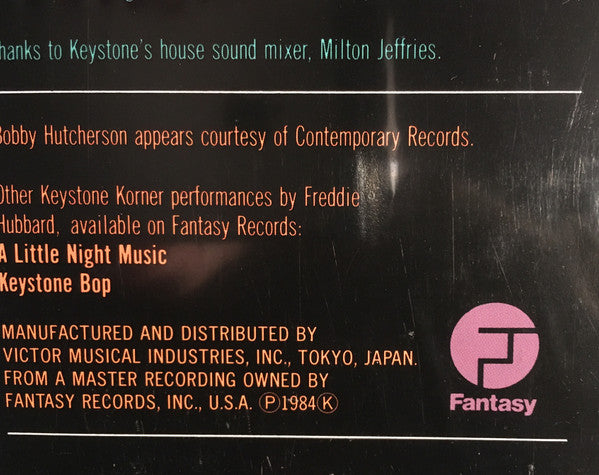 hanks to Keystone's house sound mixer, Milton Jeffries.
Bobby Hutcherson appears courtesy of Contemporary Records.
Other Keystone Korner performances by Freddie
Hubbard, available on Fantasy Records:
A Little Night Music
Keystone Bop
MANUFACTURED AND DISTRIBUTED BY
VICTOR MUSICAL INDUSTRIES, INC., TOKYO, JAPAN.
FROM A MASTER RECORDING OWNED BY
FANTASY RECORDS, INC., U.S.A. Ⓟ1984Ⓚ
Fantasy